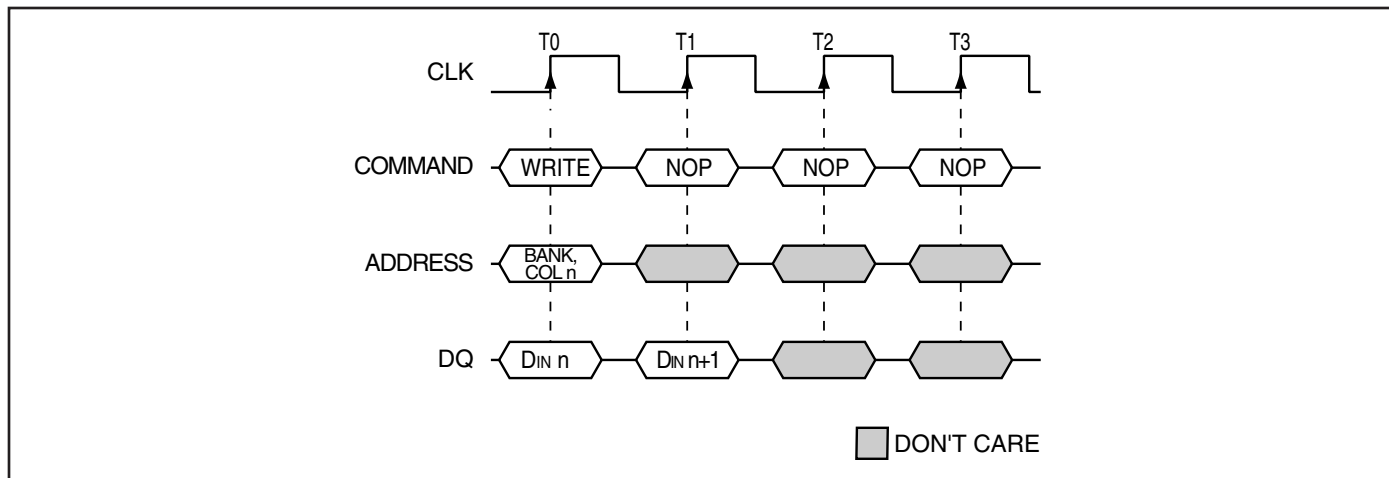 T0 T1 T2 T3
CLK
COMMAND WRITE NOP NOP NOP
ADDRESS BANK,
COL n
DQ DIN n DIN n+1
DON'T CARE